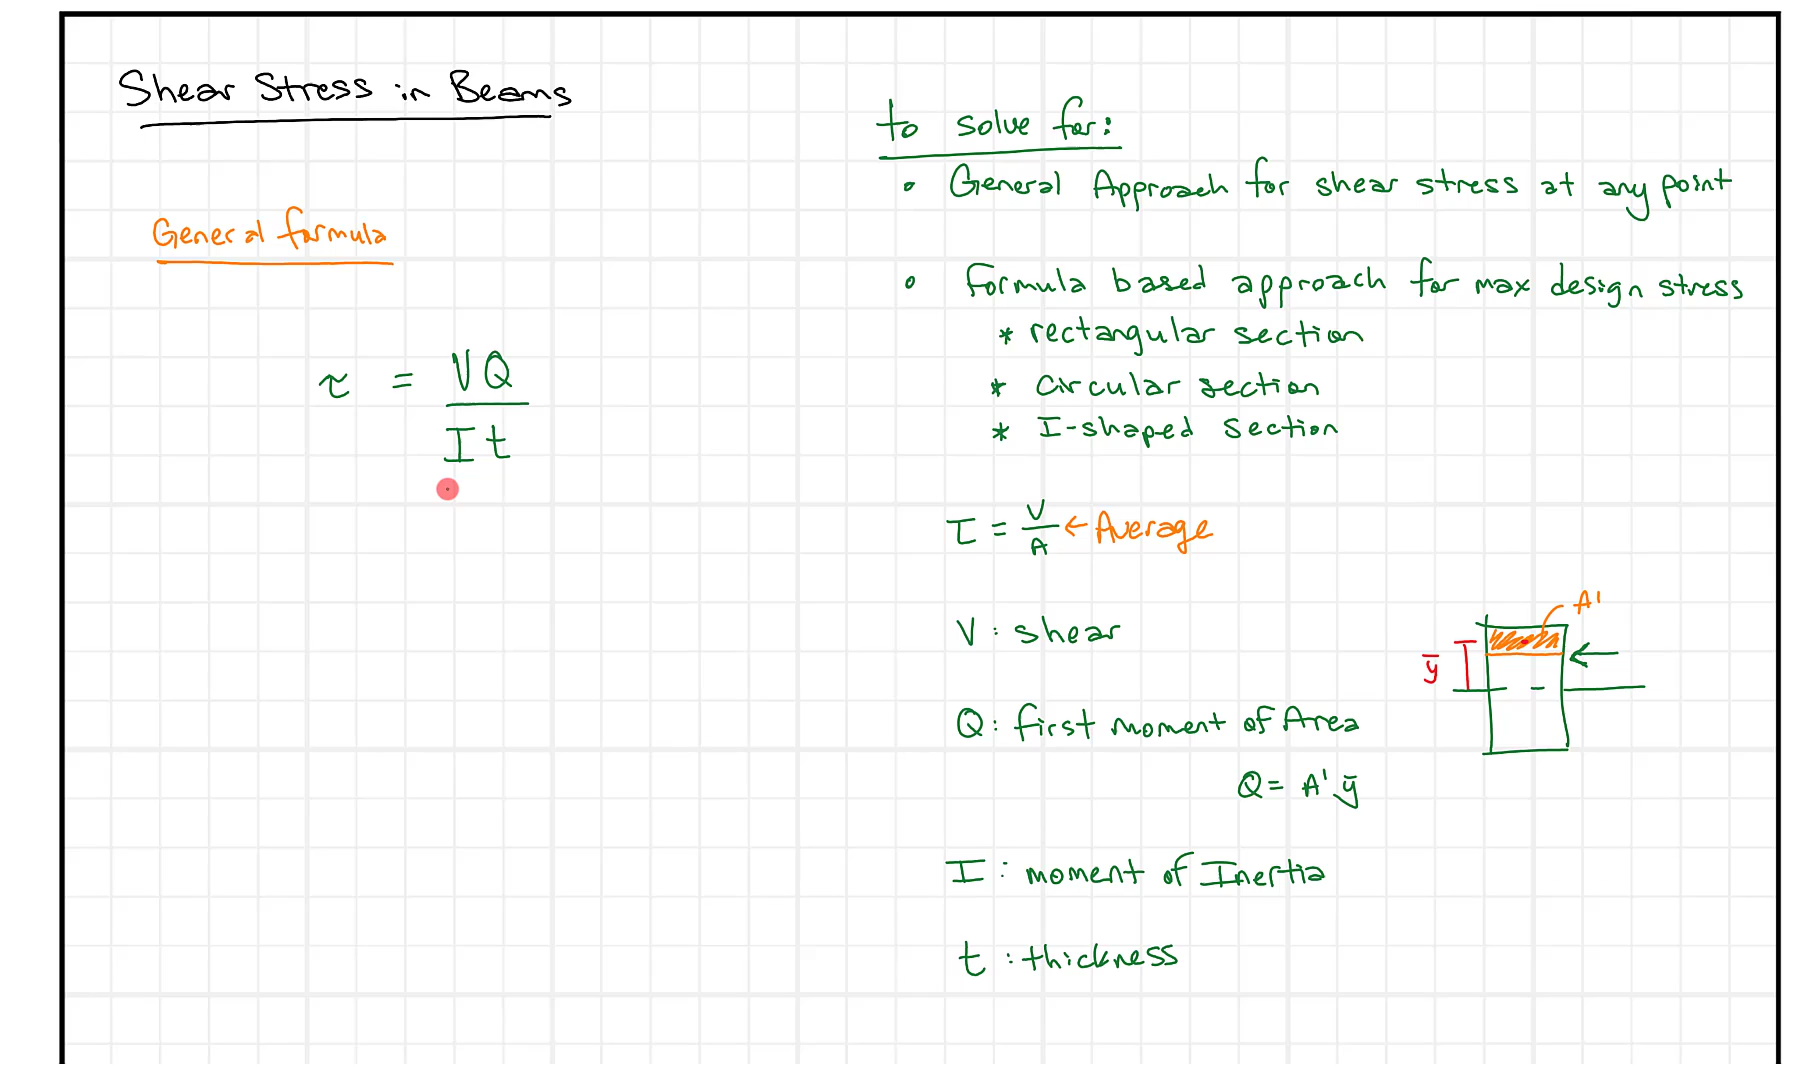 Shear Stress in Beams
General formula
τ = VQ / It
to solve for:
• General Approach for shear stress at any point
• Formula based approach for max design stress
* rectangular section
* circular section
* I-shaped section
τ = V/A ← Average
V : shear
Q : first moment of Area
Q = A' ȳ
I : moment of Inertia
t : thickness
A'
ȳ